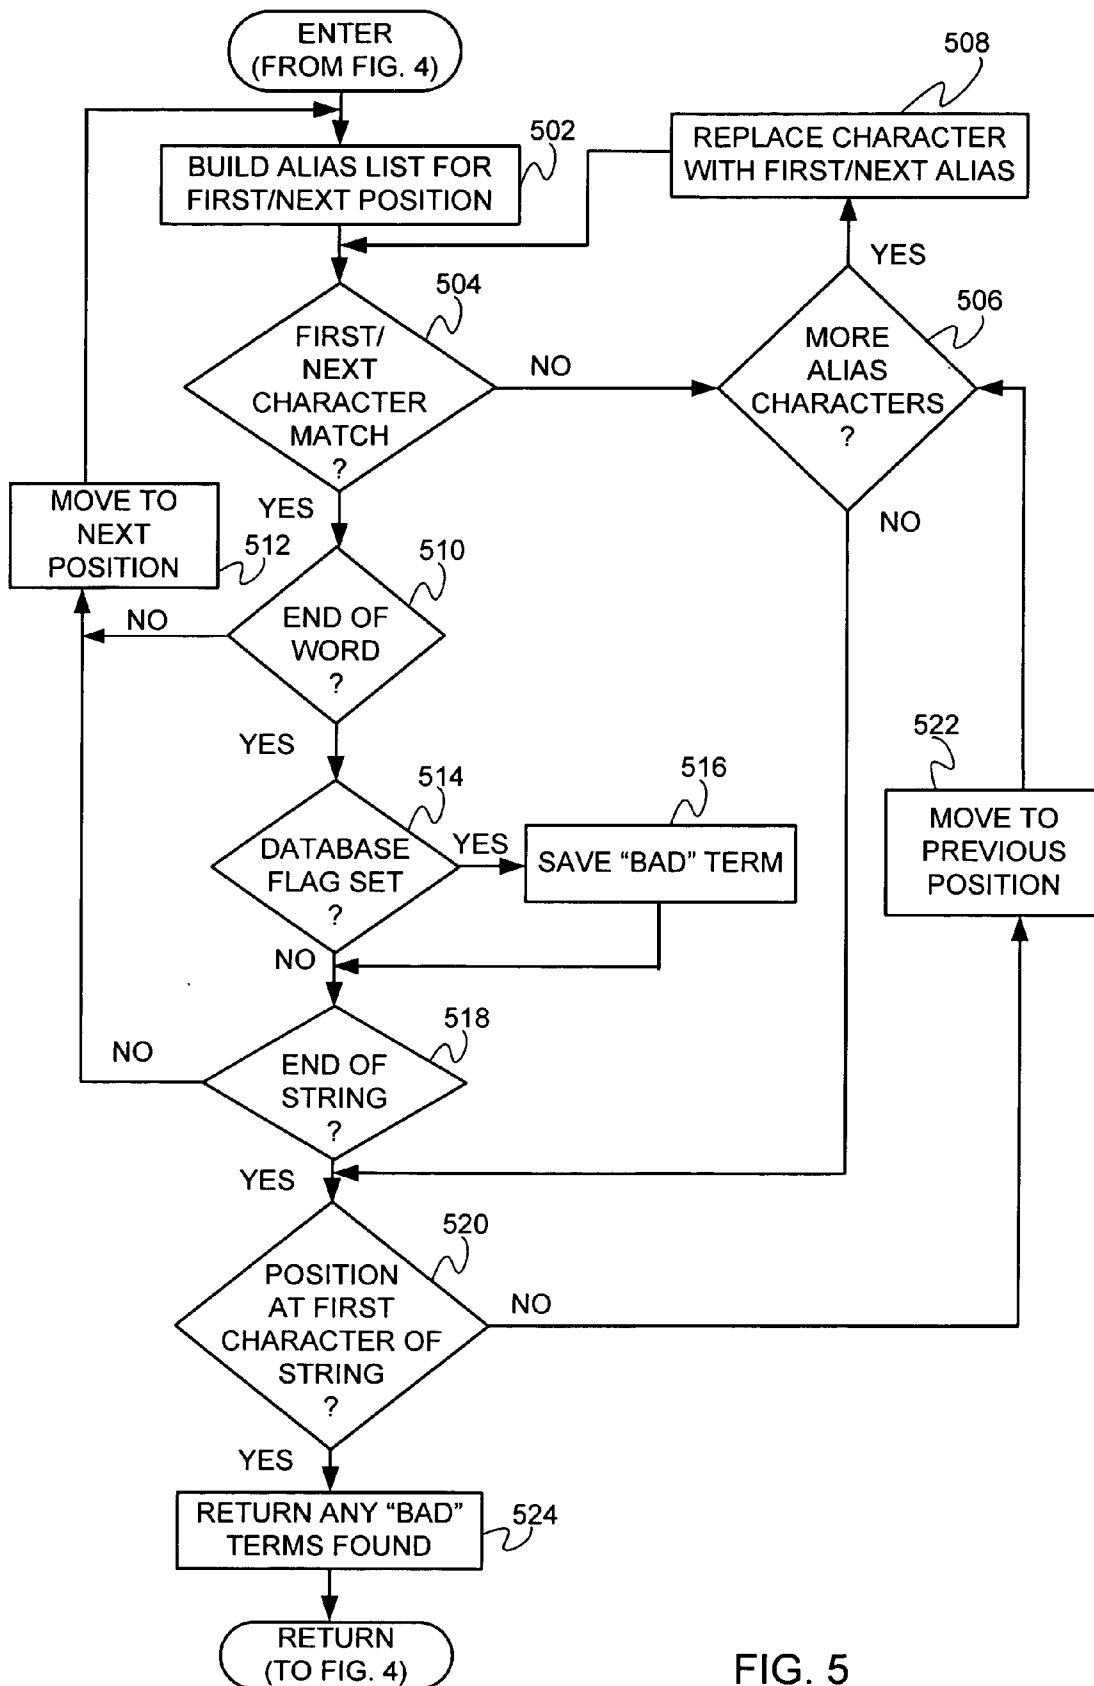 ENTER
(FROM FIG. 4)
508
REPLACE CHARACTER
WITH FIRST/NEXT ALIAS
502
BUILD ALIAS LIST FOR
FIRST/NEXT POSITION
YES
504
506
FIRST/
NEXT
CHARACTER
MATCH
?
NO
MORE
ALIAS
CHARACTERS
?
YES
NO
MOVE TO
NEXT
POSITION
512
510
NO
END OF
WORD
?
YES
522
514
516
DATABASE
FLAG SET
?
YES
SAVE “BAD” TERM
MOVE TO
PREVIOUS
POSITION
NO
518
NO
END OF
STRING
?
YES
520
POSITION
AT FIRST
CHARACTER OF
STRING
?
NO
YES
RETURN ANY “BAD”
TERMS FOUND
524
RETURN
(TO FIG. 4)
FIG. 5